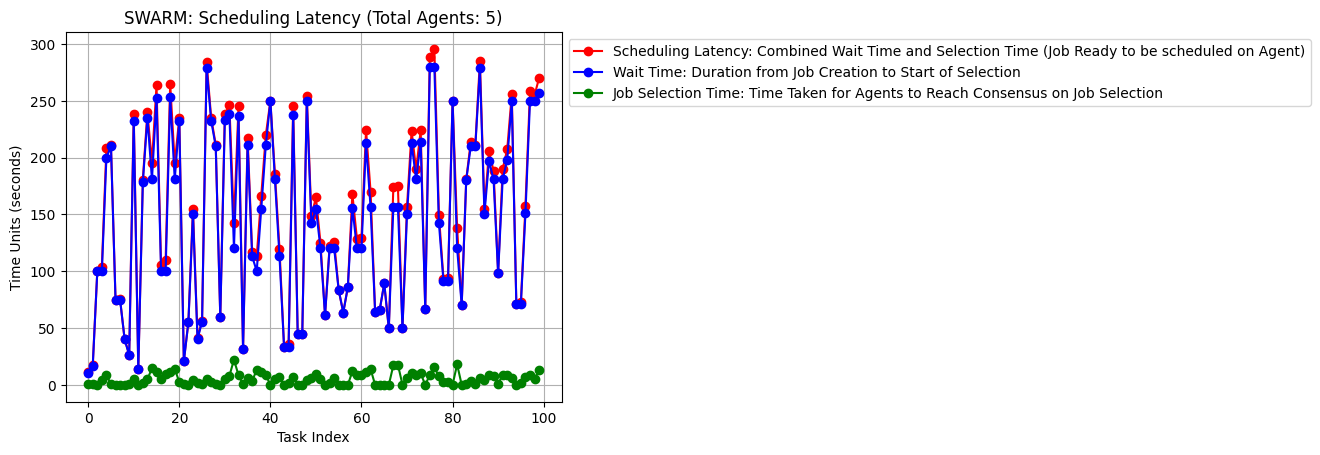 SWARM: Scheduling Latency (Total Agents: 5)
Scheduling Latency: Combined Wait Time and Selection Time (Job Ready to be scheduled on Agent)
Wait Time: Duration from Job Creation to Start of Selection
Job Selection Time: Time Taken for Agents to Reach Consensus on Job Selection
Time Units (seconds)
300
250
200
150
100
50
0
0 20 40 60 80 100
Task Index